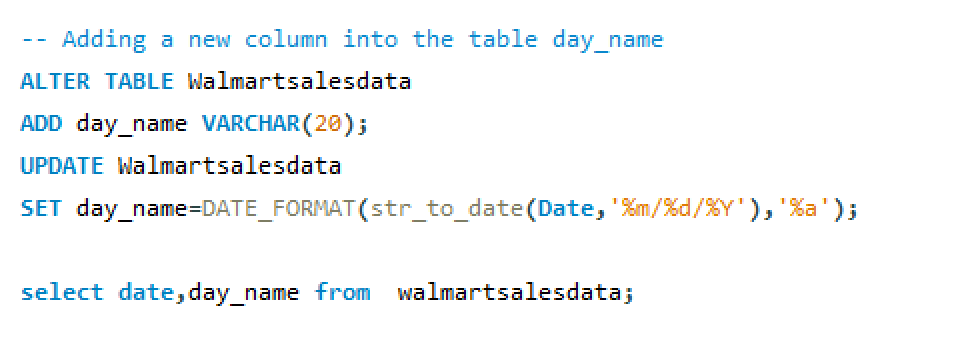 -- Adding a new column into the table day_name
ALTER TABLE Walmartsalesdata
ADD day_name VARCHAR(20);
UPDATE Walmartsalesdata
SET day_name=DATE_FORMAT(str_to_date(Date,'%m/%d/%Y'),'%a');
select date,day_name from  walmartsalesdata;